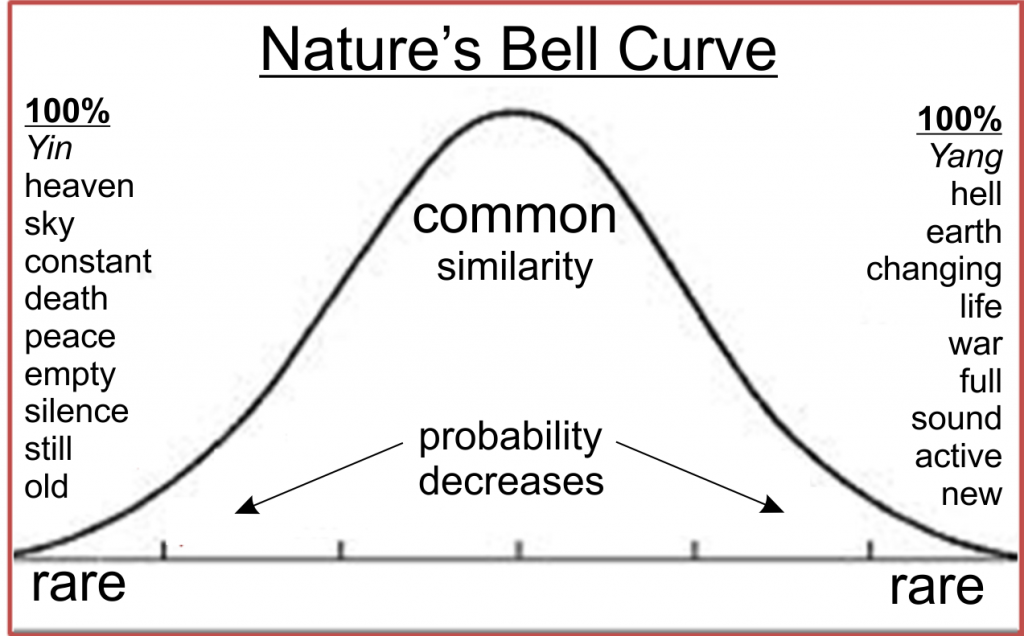 Nature’s Bell Curve
100%
Yin
heaven
sky
constant
death
peace
empty
silence
still
old
common
similarity
probability
decreases
100%
Yang
hell
earth
changing
life
war
full
sound
active
new
rare
rare